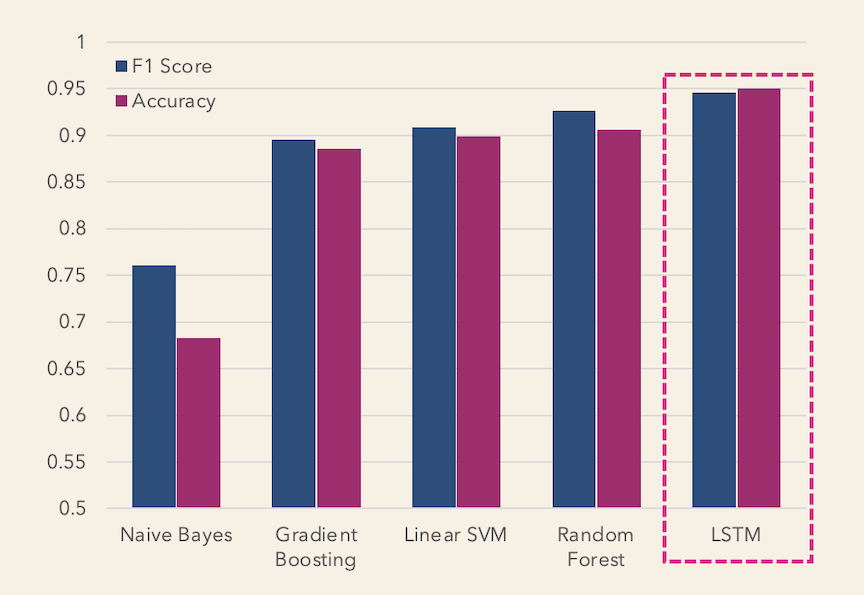 1
0.95
0.9
0.85
0.8
0.75
0.7
0.65
0.6
0.55
0.5
F1 Score
Accuracy
Naive Bayes
Gradient
Boosting
Linear SVM
Random
Forest
LSTM